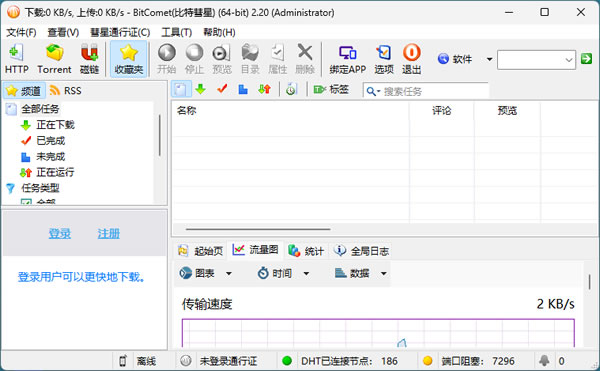 下载:0 KB/s, 上传:0 KB/s - BitComet(比特彗星) (64-bit) 2.20 (Administrator)
文件(F) 查看(V) 彗星通行证(C) 工具(T) 帮助(H)
HTTP Torrent 磁链 收藏夹 开始 停止 预览 目录 属性 删除 绑定APP 选项 退出 软件
频道 RSS
标签 搜索任务
全部任务
正在下载
已完成
未完成
正在运行
任务类型
全部
名称 评论 预览
登录 注册
登录用户可以更快地下载。
起始页 流量图 统计 全局日志
图表 时间 数据
传输速度 2 KB/s
离线 未登录通行证 DHT已连接节点: 186 端口阻塞: 7296 0